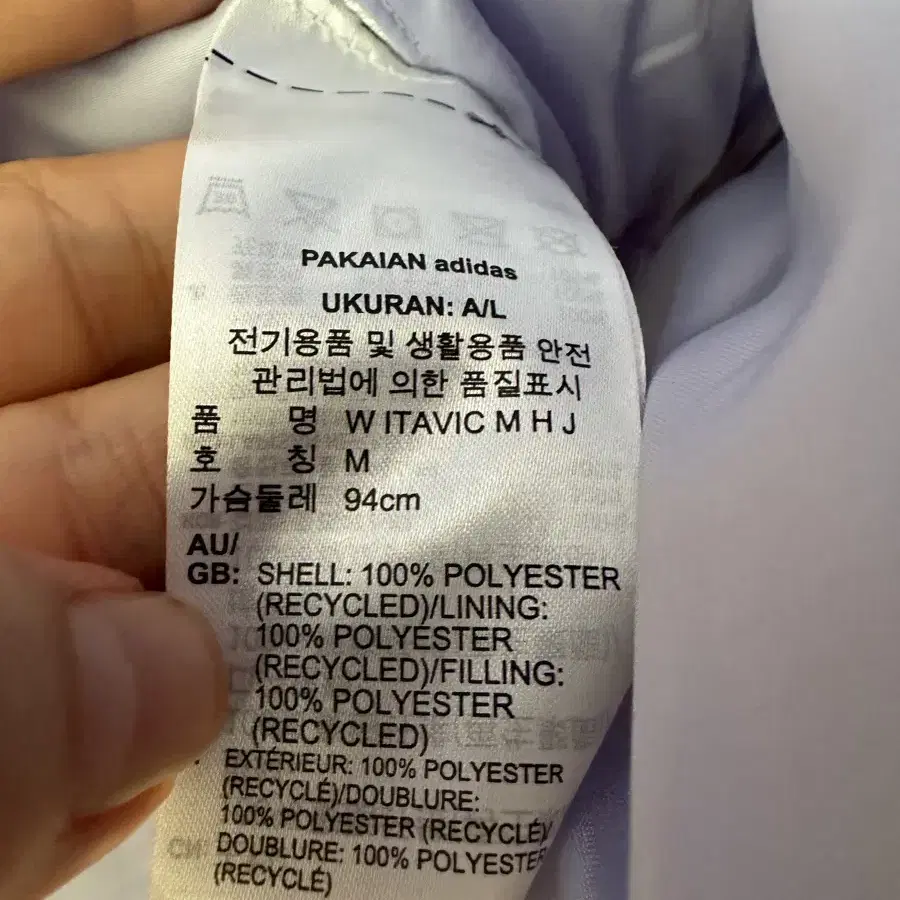 PAKAIAN adidas
UKURAN: A/L
전기용품 및 생활용품 안전
관리법에 의한 품질표시
품 명 W ITAVIC M H J
호 칭 M
가슴둘레 94cm
AU/
GB: SHELL: 100% POLYESTER
(RECYCLED)/LINING:
100% POLYESTER
(RECYCLED)/FILLING:
100% POLYESTER
(RECYCLED)
EXTÉRIEUR: 100% POLYESTER
(RECYCLÉ)/DOUBLURE:
100% POLYESTER (RECYCLÉ)/
DOUBLURE: 100% POLYESTER
(RECYCLÉ)